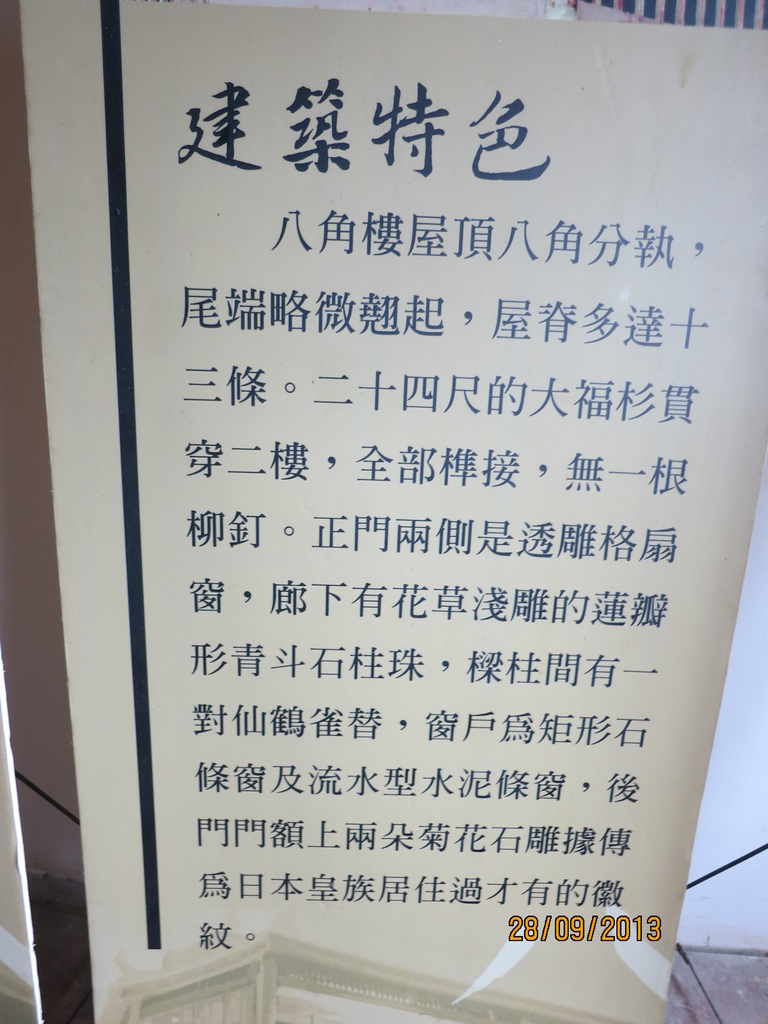 建築特色
八角樓屋頂八角分執，
尾端略微翹起，屋脊多達十
三條。二十四尺的大福杉貫
穿二樓，全部榫接，無一根
柳釘。正門兩側是透雕格扇
窗，廊下有花草淺雕的蓮瓣
形青斗石柱珠，樑柱間有一
對仙鶴雀替，窗戶爲矩形石
條窗及流水型水泥條窗，後
門門額上兩朵菊花石雕據傳
爲日本皇族居住過才有的徽
紋。
28/09/2013